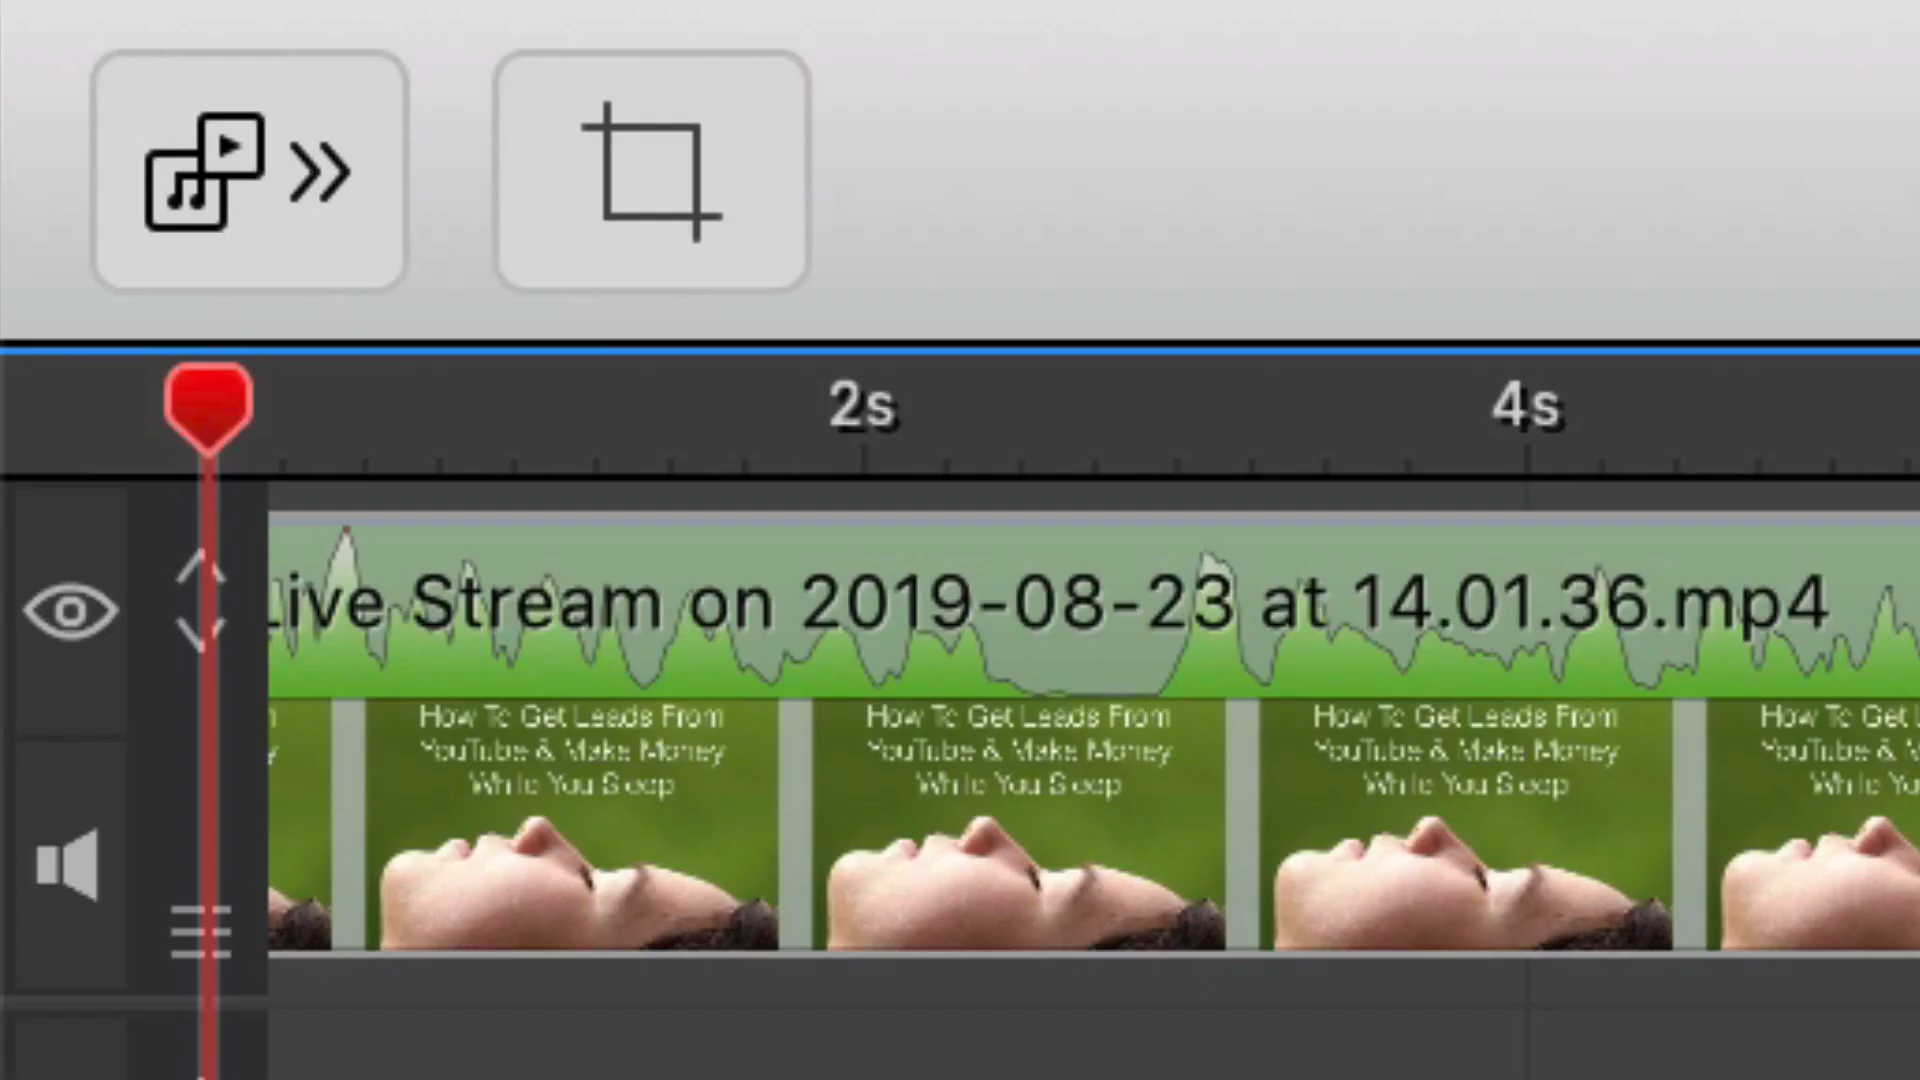 2s 4s
Live Stream on 2019-08-23 at 14.01.36.mp4
How To Get Leads From
YouTube & Make Money
While You Sleep
How To Get Leads From
YouTube & Make Money
While You Sleep
How To Get Leads From
YouTube & Make Money
While You Sleep
How To Get
YouTube &